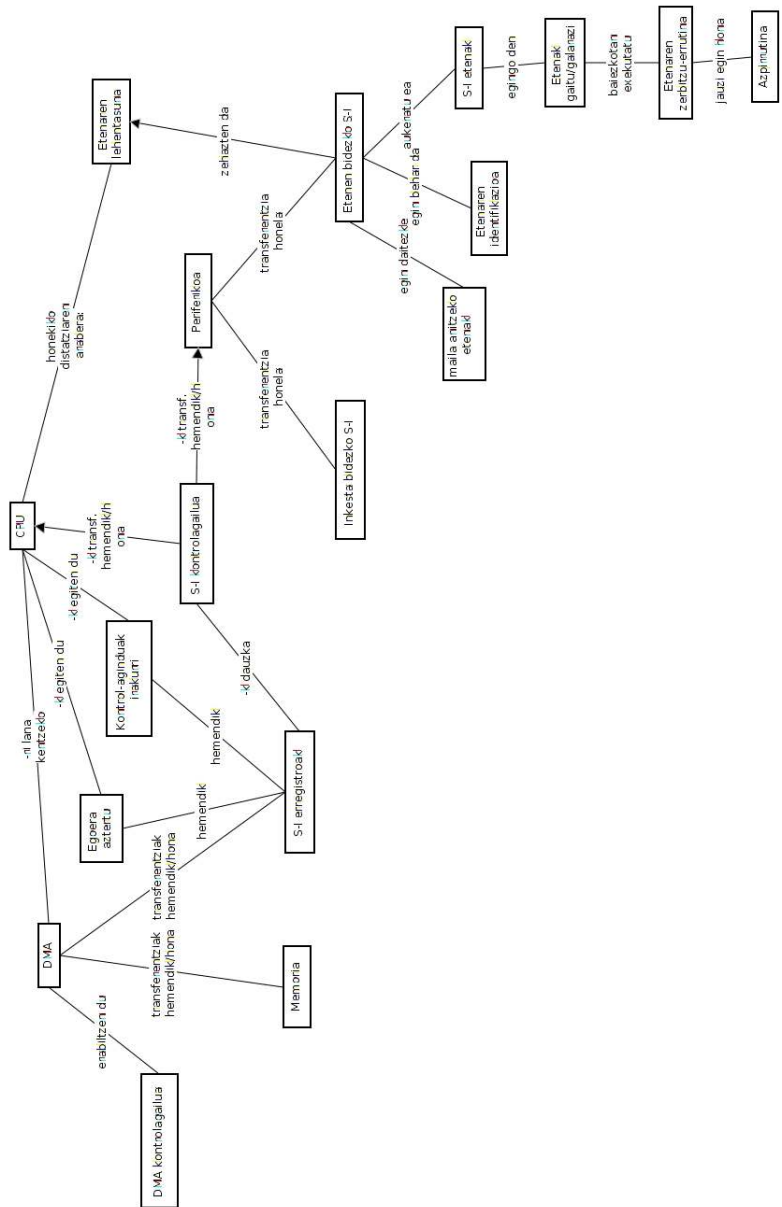 CPU
DMA
-ri lana
kentzeko
-k egiten du
-k egiten du
honekiko
distatziaren
arabera:
Etenaren
lehentasuna
enabiltzen du
Egoera
aztertu
Kontrol-aginduak
irakurri
-k transf.
hemendik/h
ona
DMA kontrolagailua
transferentziak
hemendik/hona
transferentziak
hemendik/hona
hemendik
hemendik
-k dauzka
S-I kontrolagailua
-k transf.
hemendik/h
ona
Periferikoa
zehazten da
Memoria
S-I erregistroak
transferentzia
honela
transferentzia
honela
Inkesta bidezko S-I
Etenen bidezko S-I
egin daitezke
egin behar da
aukeratu ea
maila anitzeko
etenak
Etenaren
identifikazioa
S-I etenak
egingo den
Etenak
gaitu/galarazi
baiezkotan
exekutatu
Etenaren
zerbitzu-errutina
jauzi egin hona
Azpirrutina